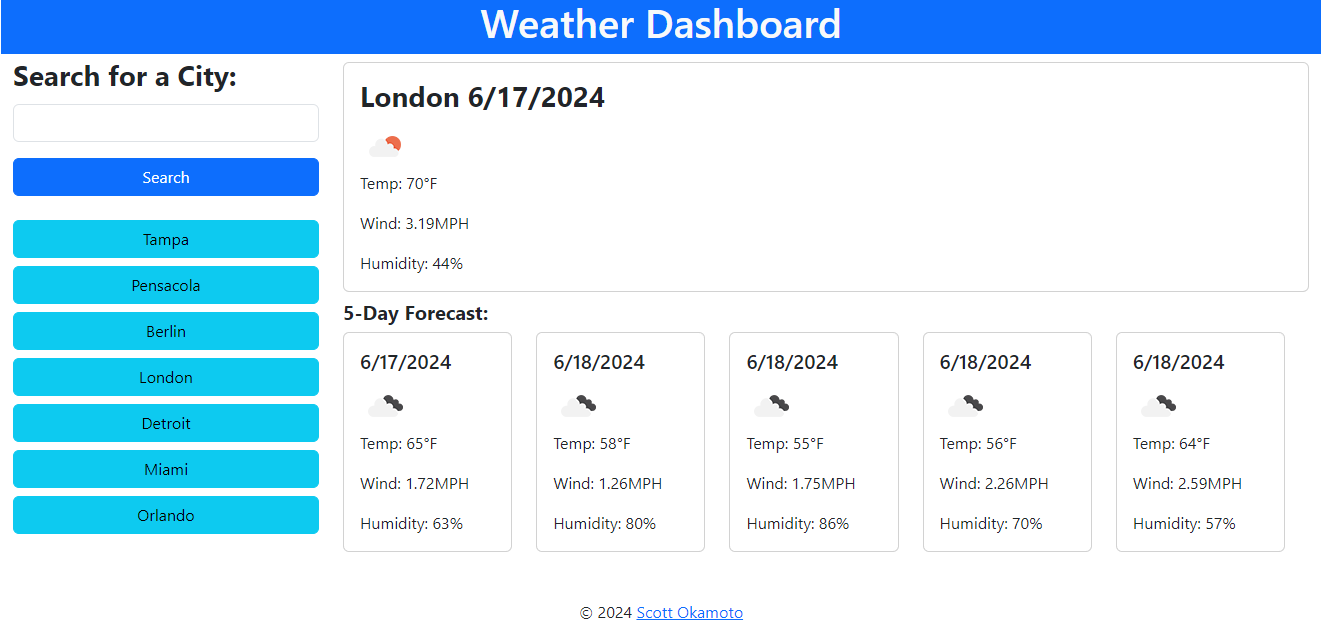 Weather Dashboard
Search for a City:
Search
Tampa
Pensacola
Berlin
London
Detroit
Miami
Orlando
London 6/17/2024
Temp: 70°F
Wind: 3.19MPH
Humidity: 44%
5-Day Forecast:
6/17/2024
Temp: 65°F
Wind: 1.72MPH
Humidity: 63%
6/18/2024
Temp: 58°F
Wind: 1.26MPH
Humidity: 80%
6/18/2024
Temp: 55°F
Wind: 1.75MPH
Humidity: 86%
6/18/2024
Temp: 56°F
Wind: 2.26MPH
Humidity: 70%
6/18/2024
Temp: 64°F
Wind: 2.59MPH
Humidity: 57%
© 2024 Scott Okamoto